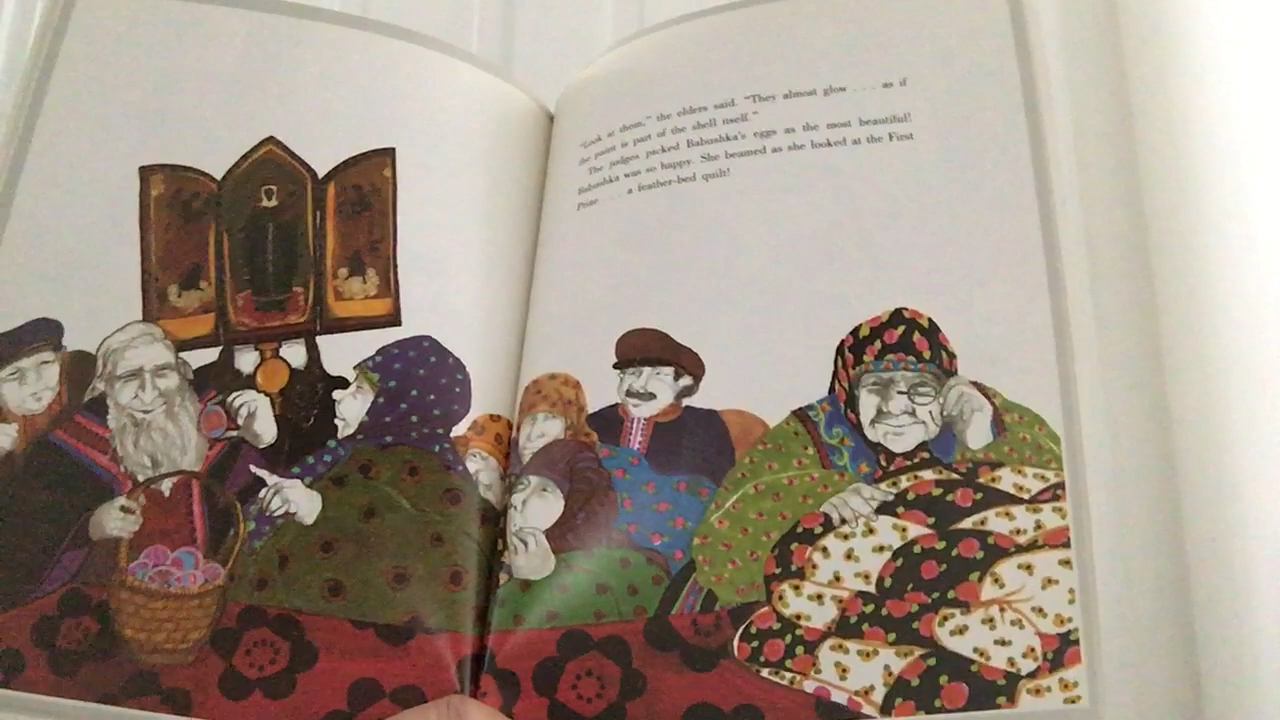 "Look at them," the elders said. "They almost glow . . . as if
the paint is part of the shell itself."
The judges picked Babushka's eggs as the most beautiful!
Babushka was so happy. She beamed as she looked at the First
Prize . . . a feather-bed quilt!